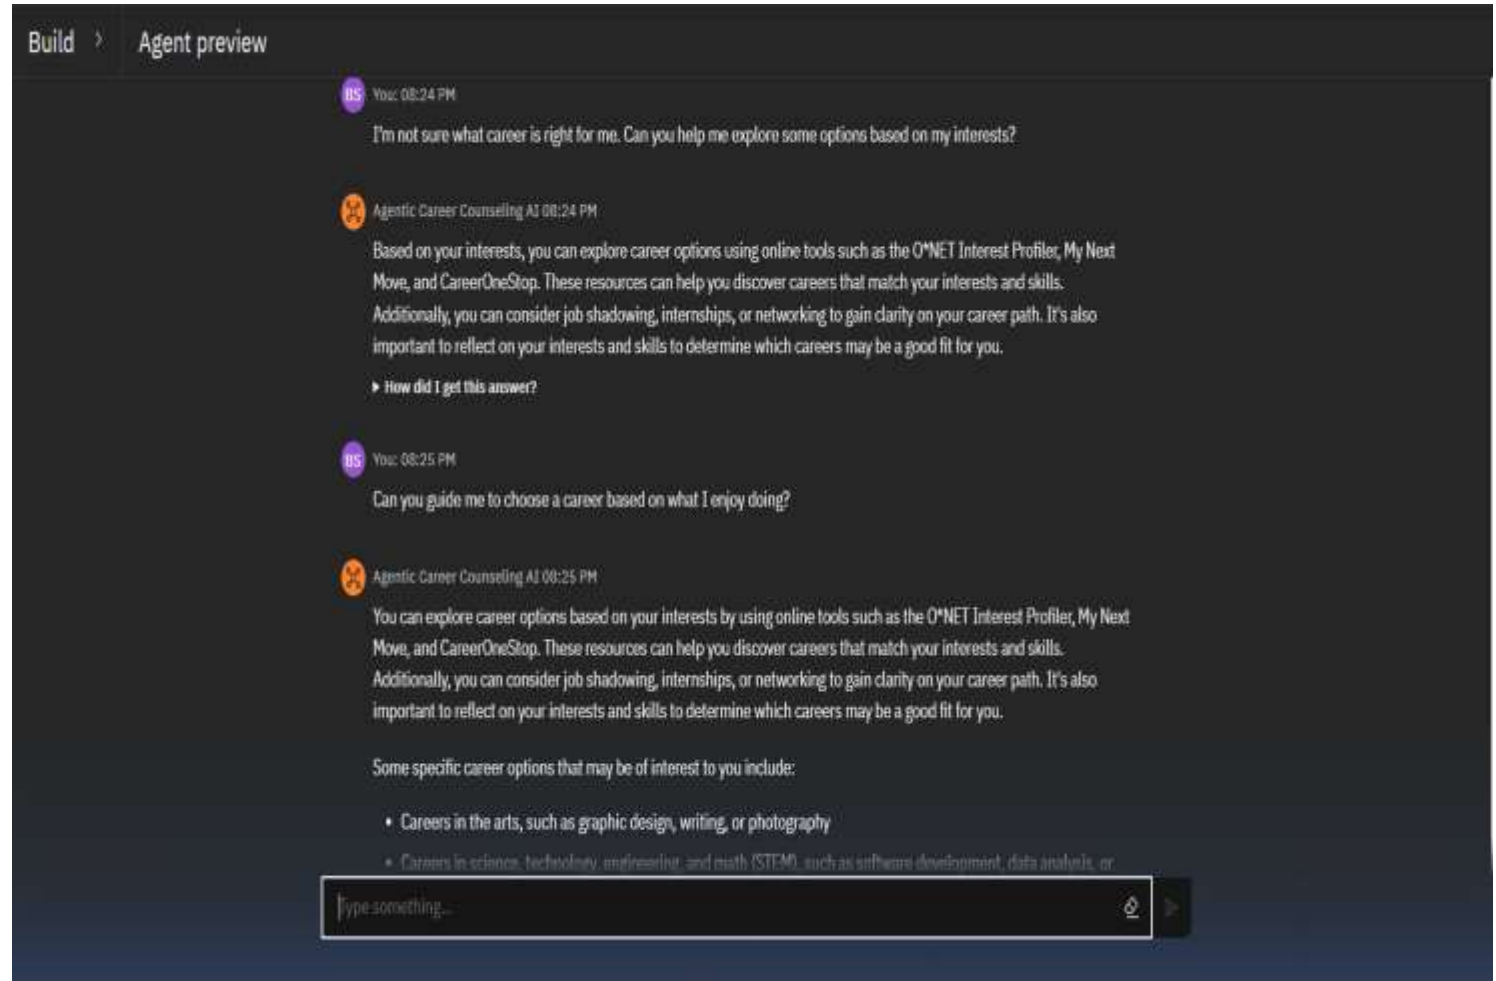 Build > Agent preview
BS You: 08:24 PM
I'm not sure what career is right for me. Can you help me explore some options based on my interests?
Agentic Career Counseling AI 08:24 PM
Based on your interests, you can explore career options using online tools such as the O*NET Interest Profiler, My Next
Move, and CareerOneStop. These resources can help you discover careers that match your interests and skills.
Additionally, you can consider job shadowing, internships, or networking to gain clarity on your career path. It's also
important to reflect on your interests and skills to determine which careers may be a good fit for you.
▸ How did I get this answer?
BS You: 08:25 PM
Can you guide me to choose a career based on what I enjoy doing?
Agentic Career Counseling AI 08:25 PM
You can explore career options based on your interests by using online tools such as the O*NET Interest Profiler, My Next
Move, and CareerOneStop. These resources can help you discover careers that match your interests and skills.
Additionally, you can consider job shadowing, internships, or networking to gain clarity on your career path. It's also
important to reflect on your interests and skills to determine which careers may be a good fit for you.
Some specific career options that may be of interest to you include:
• Careers in the arts, such as graphic design, writing, or photography
• Careers in science, technology, engineering, and math (STEM), such as software development, data analysis, or
Type something...